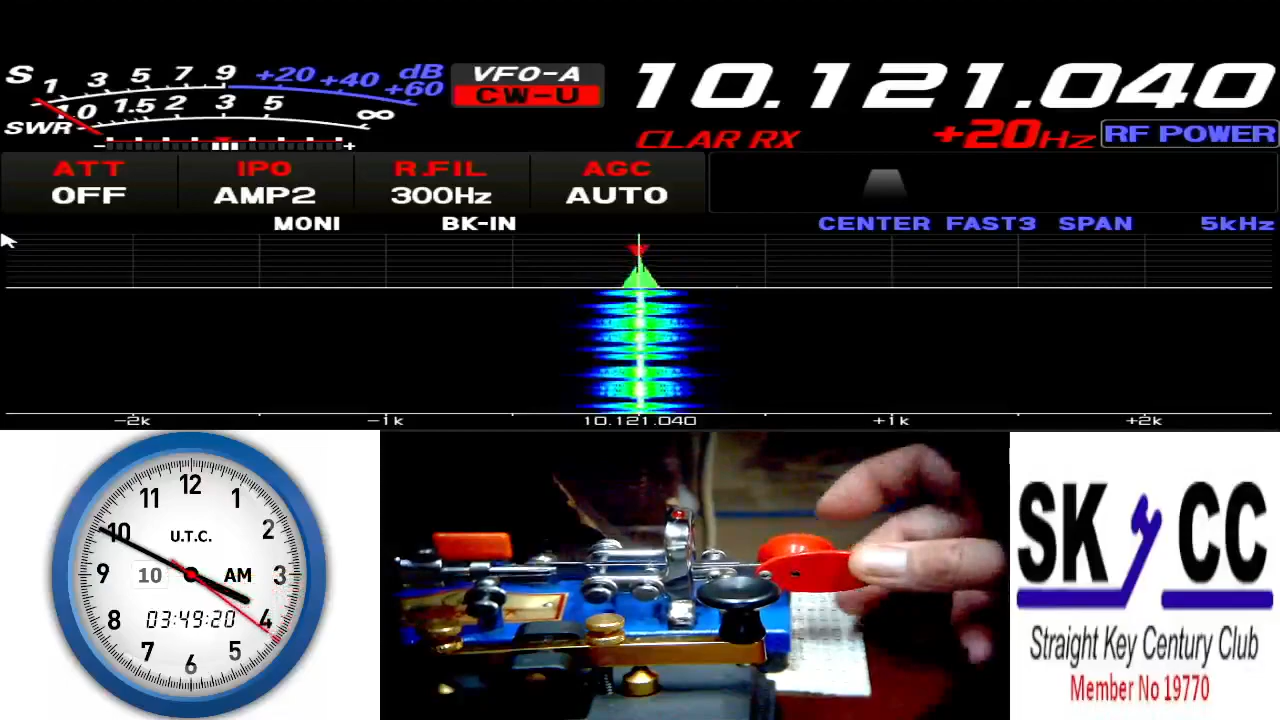 S 1 3 5 7 9 +20 +40 +60 dB
1.0 1.5 2 3 5 ∞
SWR
− +
VFO-A
CW-U
10.121.040
CLAR RX +20Hz RF POWER
ATT IPO R.FIL AGC
OFF AMP2 300Hz AUTO
MONI BK-IN CENTER FAST3 SPAN 5kHz
-2k -1k 10.121.040 +1k +2k
12
11 1
10 U.T.C. 2
9 10 AM 3
8 03:49:20 4
7 5
6
SK CC
Straight Key Century Club
Member No 19770